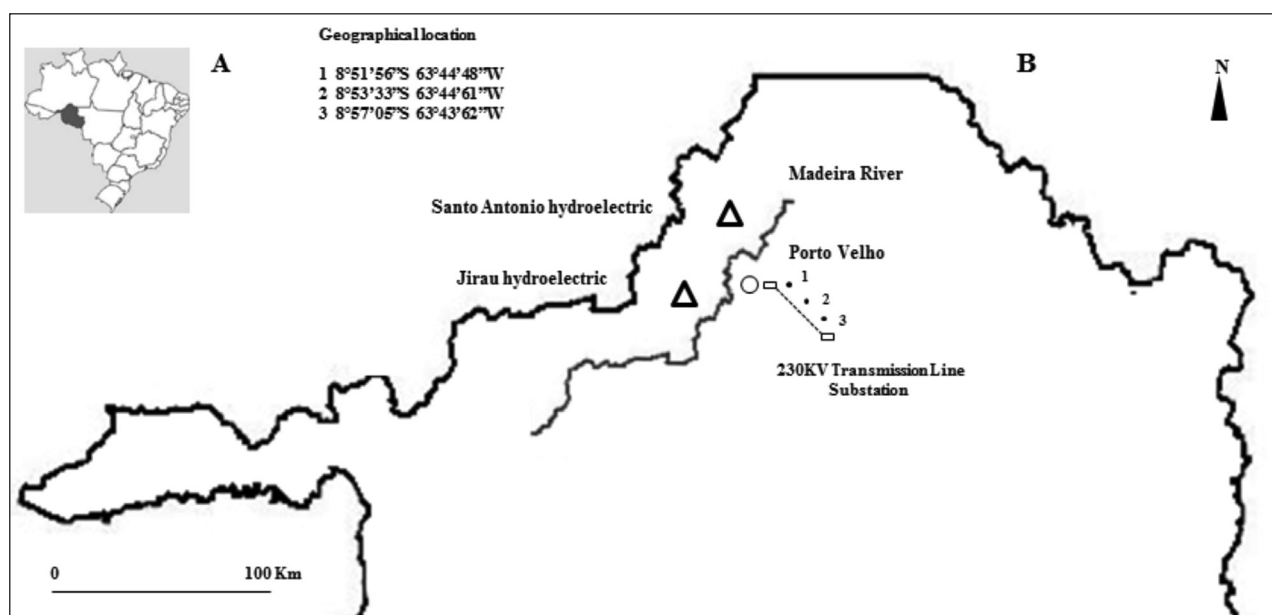 Geographical location
A
1 8°51’56”S 63°44’48”W
2 8°53’33”S 63°44’61”W
3 8°57’05”S 63°43’62”W
B
N
Madeira River
Santo Antonio hydroelectric
Porto Velho
Jirau hydroelectric
1
2
3
230KV Transmission Line
Substation
0 100 Km